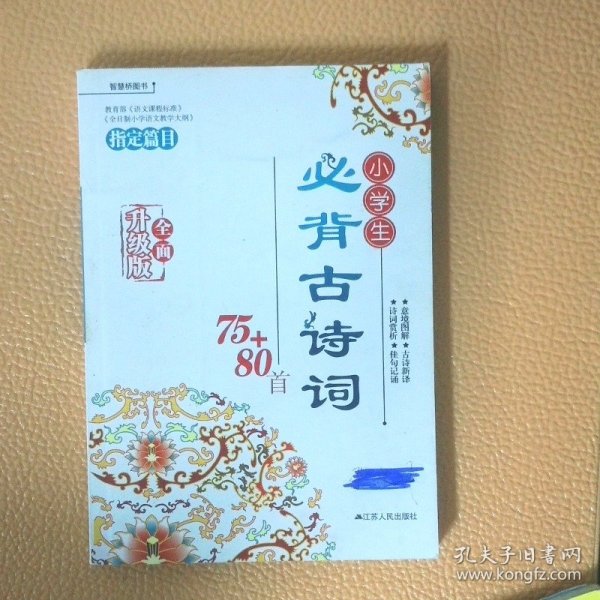 智慧桥图书
教育部《语文课程标准》
《全日制小学语文教学大纲》
指定篇目
小学生
必背古诗词
全面
升级版
75+80首
★意境图解★古诗新译
★诗词赏析★佳句记诵
江苏人民出版社
孔夫子旧书网
www.kongfz.com